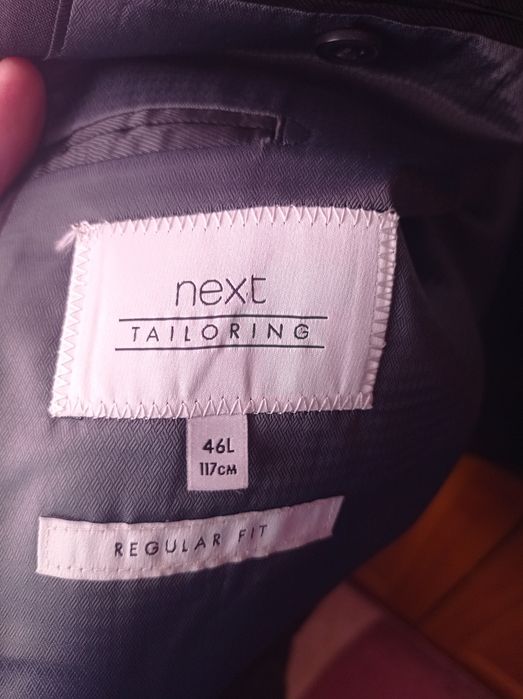 next
TAILORING
46L
117CM
REGULAR FIT